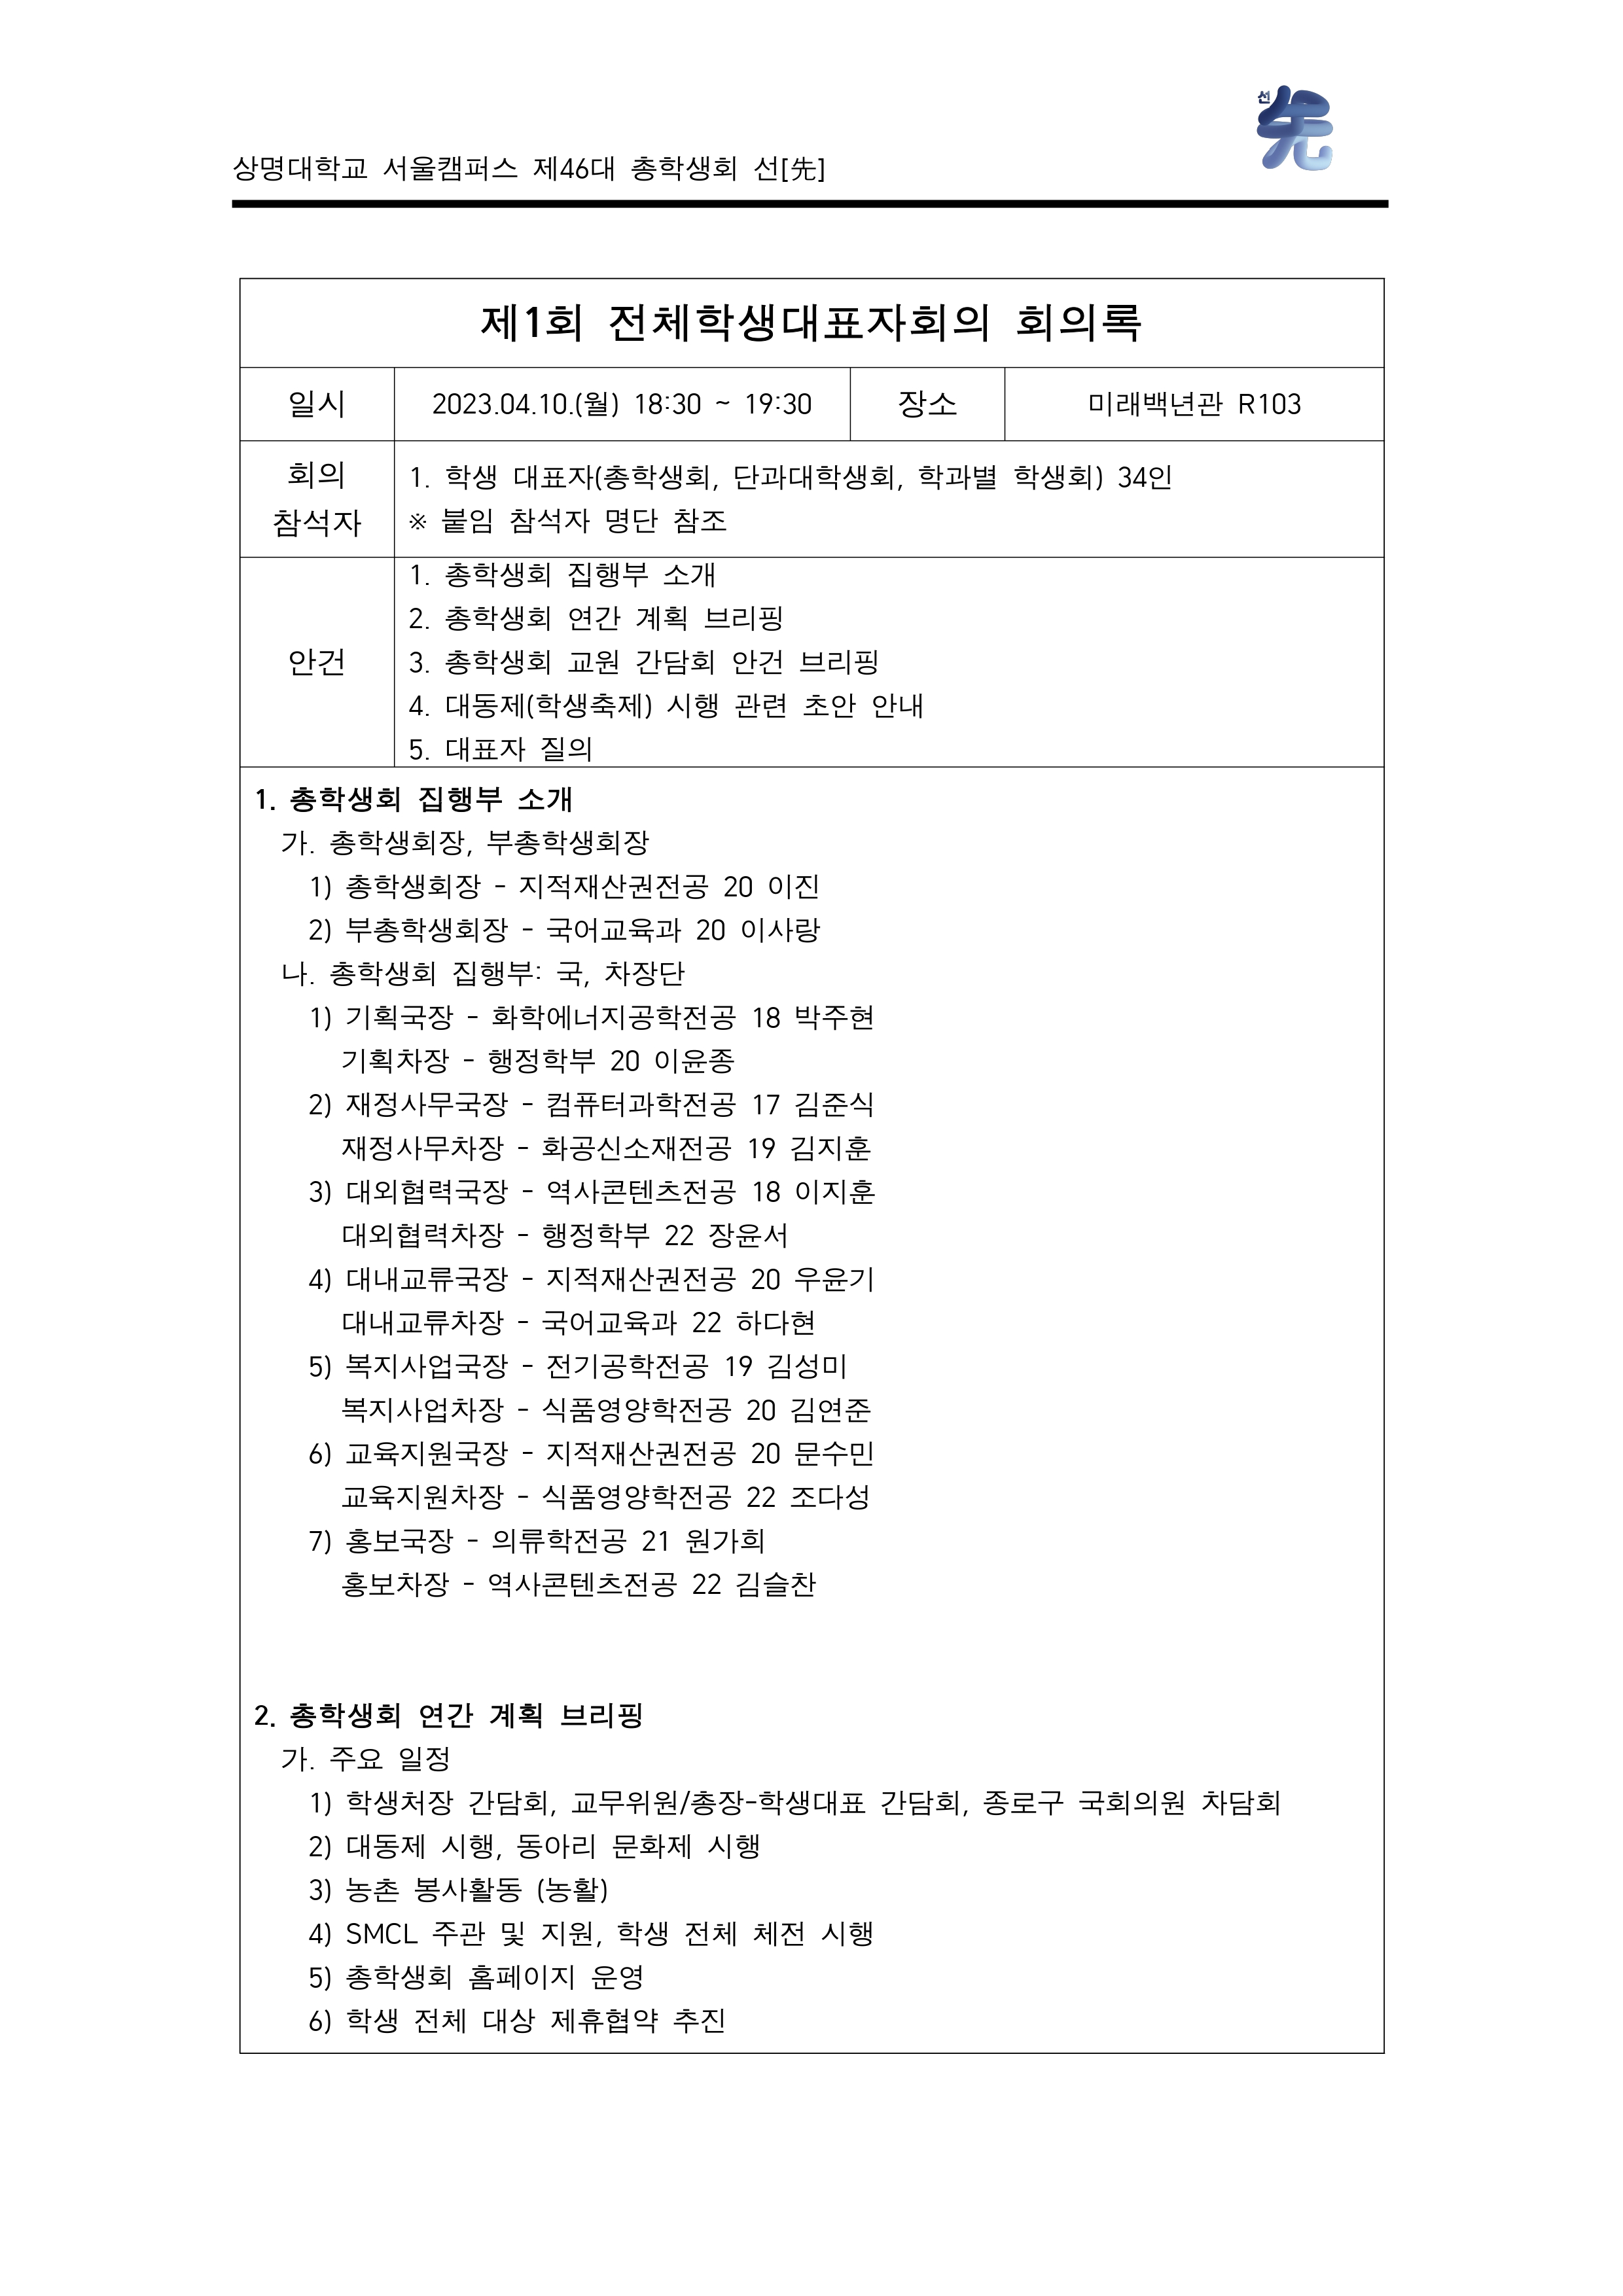 선先
상명대학교 서울캠퍼스 제46대 총학생회 선[先]
제1회 전체학생대표자회의 회의록
일시 2023.04.10.(월) 18:30 ~ 19:30 장소 미래백년관 R103
회의 참석자
1. 학생 대표자(총학생회, 단과대학생회, 학과별 학생회) 34인
※ 붙임 참석자 명단 참조
안건
1. 총학생회 집행부 소개
2. 총학생회 연간 계획 브리핑
3. 총학생회 교원 간담회 안건 브리핑
4. 대동제(학생축제) 시행 관련 초안 안내
5. 대표자 질의
1. 총학생회 집행부 소개
가. 총학생회장, 부총학생회장
1) 총학생회장 - 지적재산권전공 20 이진
2) 부총학생회장 - 국어교육과 20 이사랑
나. 총학생회 집행부: 국, 차장단
1) 기획국장 - 화학에너지공학전공 18 박주현
기획차장 - 행정학부 20 이윤종
2) 재정사무국장 - 컴퓨터과학전공 17 김준식
재정사무차장 - 화공신소재전공 19 김지훈
3) 대외협력국장 - 역사콘텐츠전공 18 이지훈
대외협력차장 - 행정학부 22 장윤서
4) 대내교류국장 - 지적재산권전공 20 우윤기
대내교류차장 - 국어교육과 22 하다현
5) 복지사업국장 - 전기공학전공 19 김성미
복지사업차장 - 식품영양학전공 20 김연준
6) 교육지원국장 - 지적재산권전공 20 문수민
교육지원차장 - 식품영양학전공 22 조다성
7) 홍보국장 - 의류학전공 21 원가희
홍보차장 - 역사콘텐츠전공 22 김슬찬
2. 총학생회 연간 계획 브리핑
가. 주요 일정
1) 학생처장 간담회, 교무위원/총장-학생대표 간담회, 종로구 국회의원 차담회
2) 대동제 시행, 동아리 문화제 시행
3) 농촌 봉사활동 (농활)
4) SMCL 주관 및 지원, 학생 전체 체전 시행
5) 총학생회 홈페이지 운영
6) 학생 전체 대상 제휴협약 추진